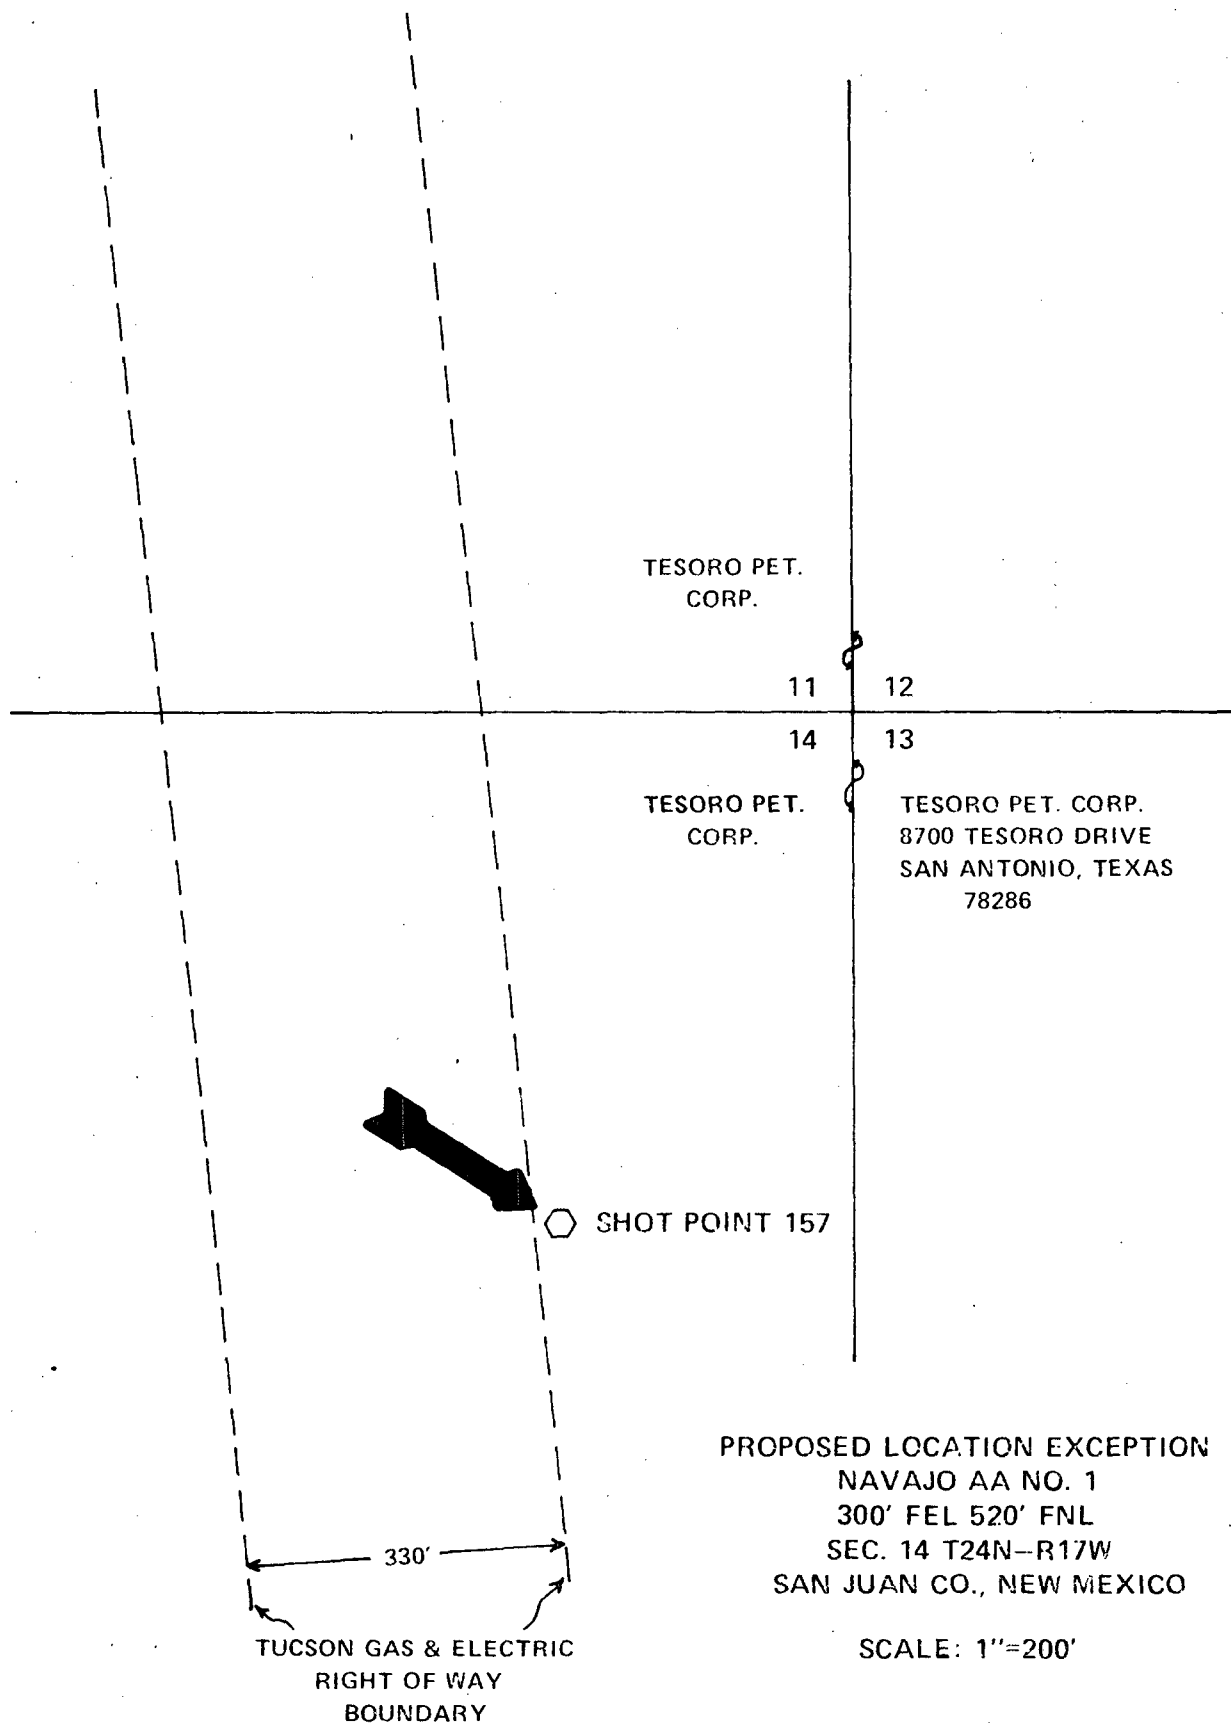 TESORO PET.
CORP.
11
12
14
13
TESORO PET.
CORP.
TESORO PET. CORP.
8700 TESORO DRIVE
SAN ANTONIO, TEXAS
78286
SHOT POINT 157
PROPOSED LOCATION EXCEPTION
NAVAJO AA NO. 1
300' FEL 520' FNL
SEC. 14 T24N–R17W
SAN JUAN CO., NEW MEXICO
SCALE: 1"=200'
330'
TUCSON GAS & ELECTRIC
RIGHT OF WAY
BOUNDARY